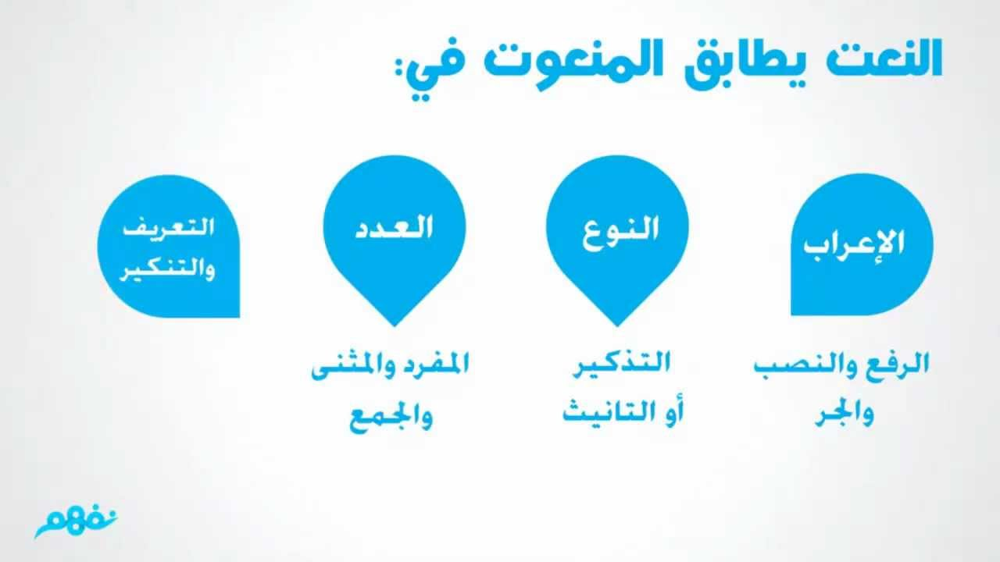 النعت يطابق المنعوت في:
الإعراب
الرفع والنصب
والجر
النوع
التذكير
أو التانيث
العدد
المفرد والمثنى
والجمع
التعريف
والتنكير
نفهم